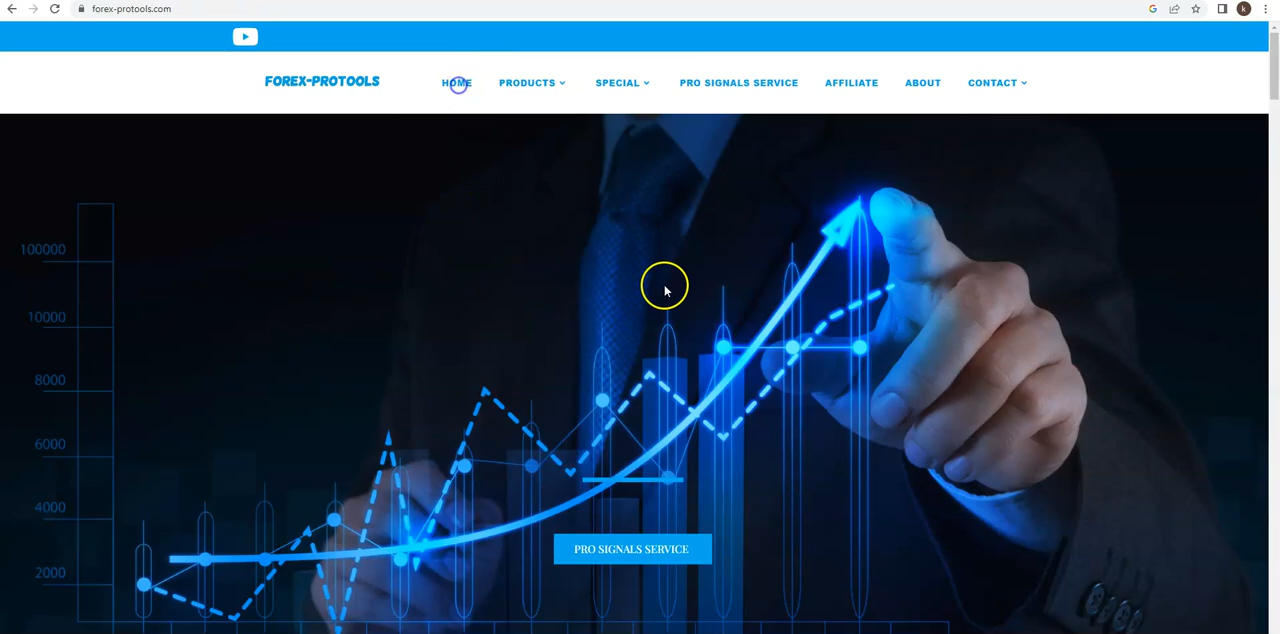 forex-protools.com
k
FOREX-PROTOOLS
HOME PRODUCTS SPECIAL PRO SIGNALS SERVICE AFFILIATE ABOUT CONTACT
100000
10000
8000
6000
4000
2000
PRO SIGNALS SERVICE